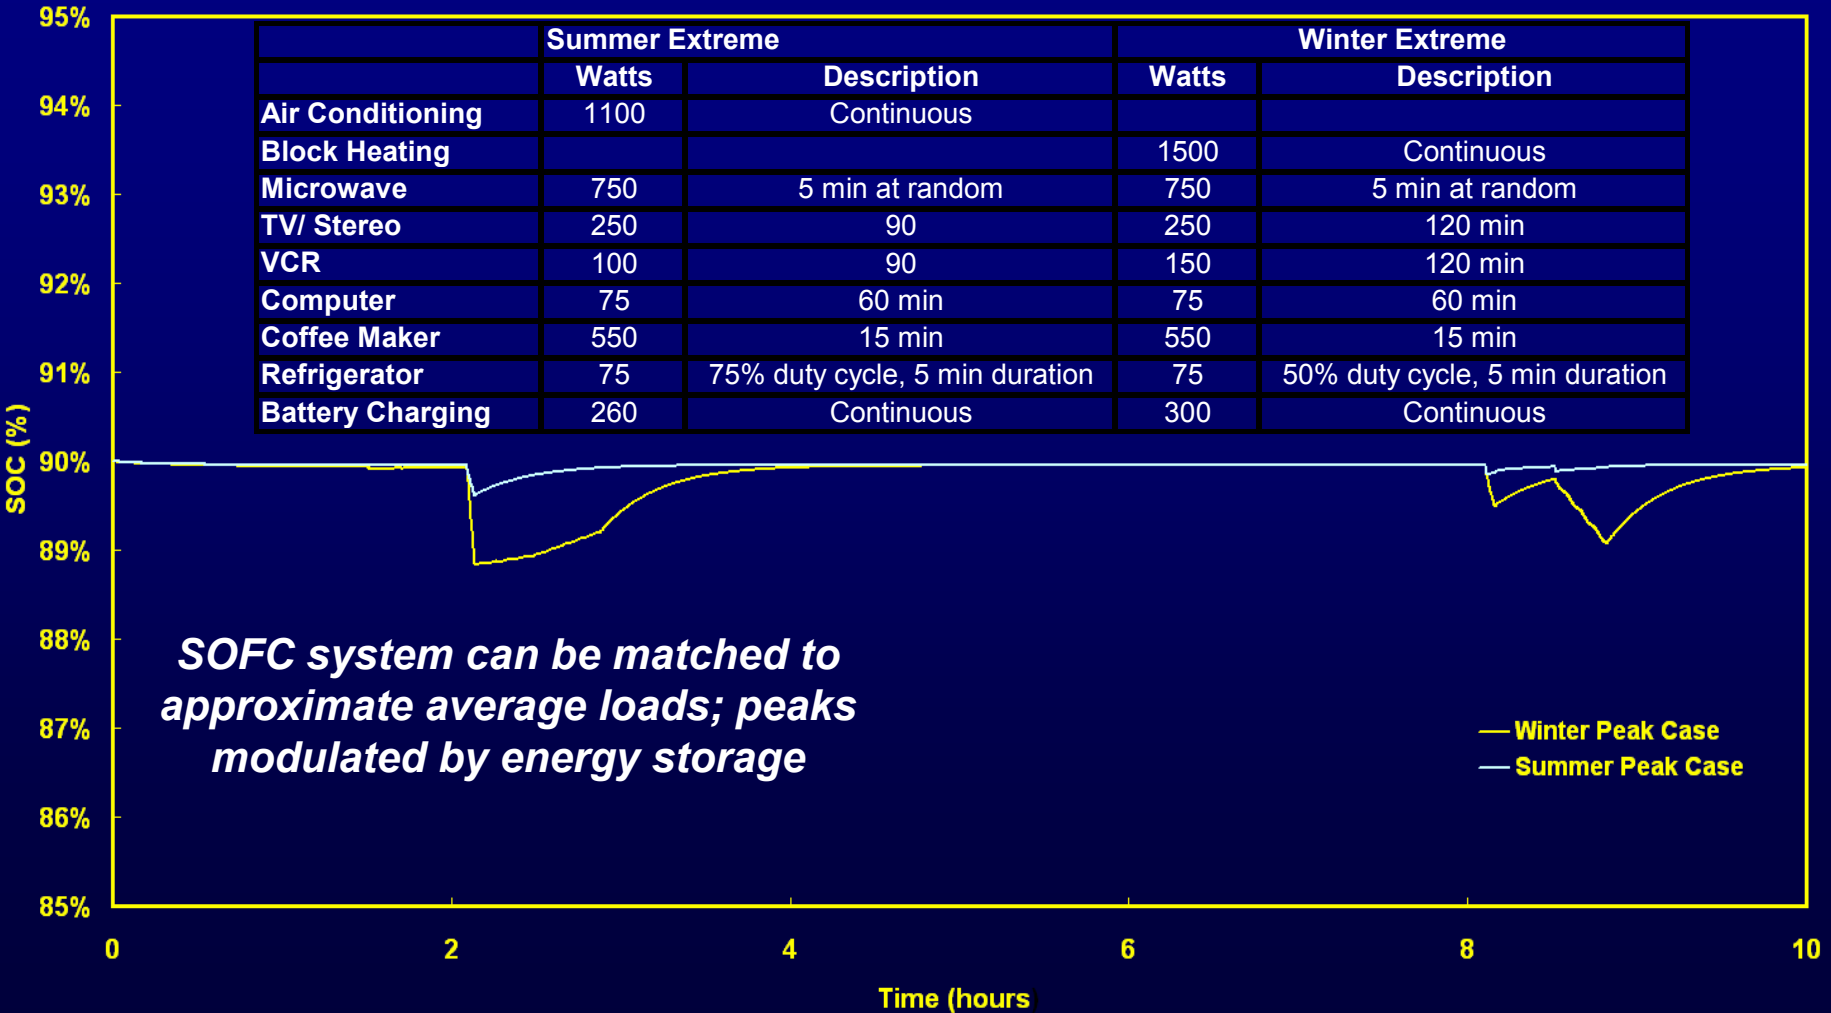 95%
94%
93%
92%
91%
90%
89%
88%
87%
86%
85%
SOC (%)
Summer Extreme Winter Extreme
Watts Description Watts Description
Air Conditioning 1100 Continuous
Block Heating 1500 Continuous
Microwave 750 5 min at random 750 5 min at random
TV/ Stereo 250 90 250 120 min
VCR 100 90 150 120 min
Computer 75 60 min 75 60 min
Coffee Maker 550 15 min 550 15 min
Refrigerator 75 75% duty cycle, 5 min duration 75 50% duty cycle, 5 min duration
Battery Charging 260 Continuous 300 Continuous
SOFC system can be matched to
approximate average loads; peaks
modulated by energy storage
Winter Peak Case
Summer Peak Case
0 2 4 6 8 10
Time (hours